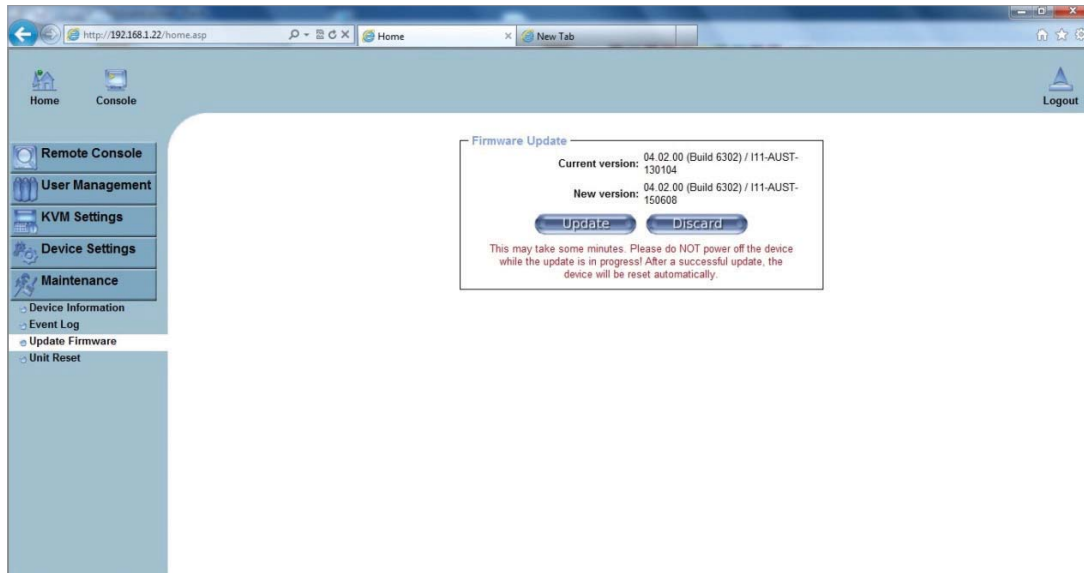 http://192.168.1.22/home.asp
Home
New Tab
Home
Console
Logout
Remote Console
User Management
KVM Settings
Device Settings
Maintenance
Device Information
Event Log
Update Firmware
Unit Reset
Firmware Update
Current version: 04.02.00 (Build 6302) / I11-AUST-
130104
New version: 04.02.00 (Build 6302) / I11-AUST-
150608
Update
Discard
This may take some minutes. Please do NOT power off the device
while the update is in progress! After a successful update, the
device will be reset automatically.